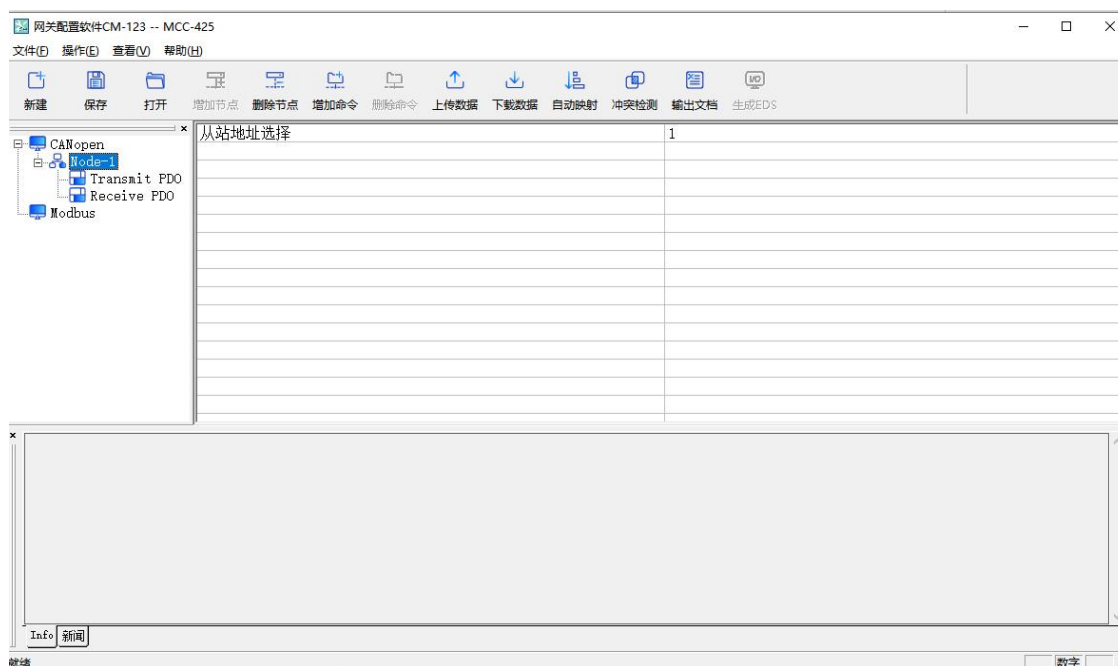 网关配置软件CM-123 -- MCC-425
文件(F) 操作(E) 查看(V) 帮助(H)
新建 保存 打开 增加节点 删除节点 增加命令 删除命令 上传数据 下载数据 自动映射 冲突检测 输出文档 生成EDS
CANopen
Node-1
Transmit PDO
Receive PDO
Modbus
从站地址选择 1
Info 新闻
就绪 数字